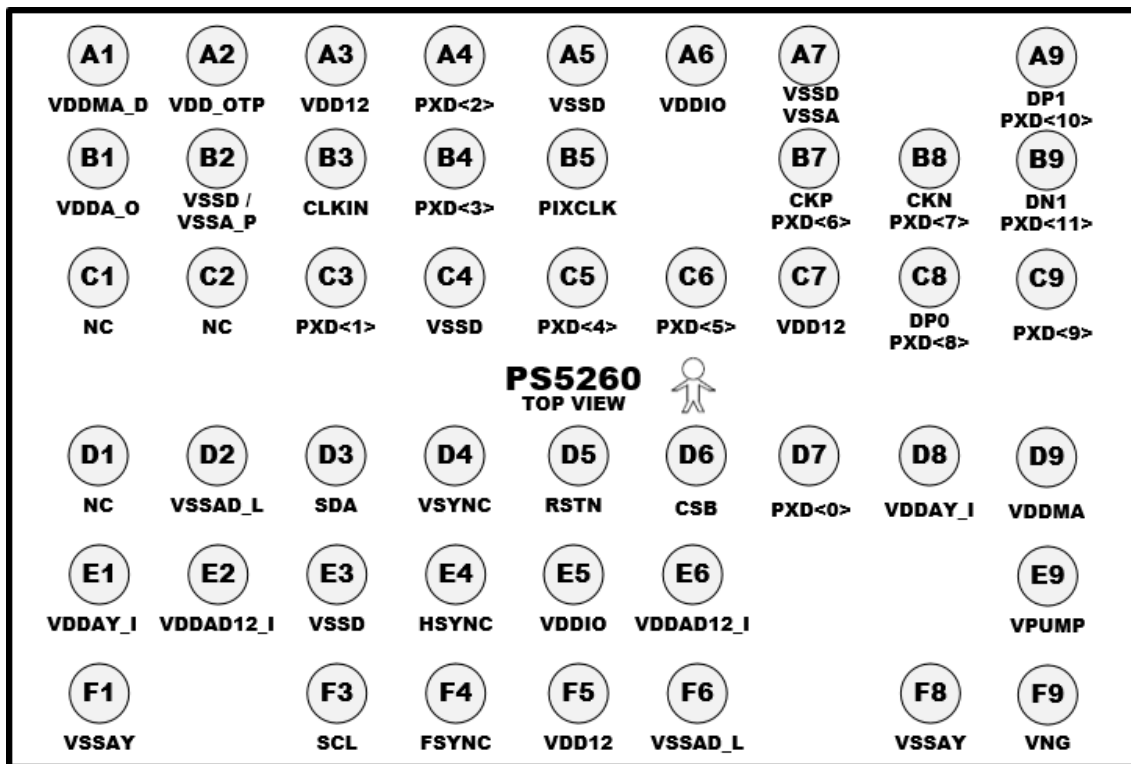 A1 A2 A3 A4 A5 A6 A7 A9
VDDMA_D VDD_OTP VDD12 PXD<2> VSSD VDDIO VSSD DP1
VSSA PXD<10>
B1 B2 B3 B4 B5 B7 B8 B9
VDDA_O VSSD / CLKIN PXD<3> PIXCLK CKP CKN DN1
VSSA_P PXD<6> PXD<7> PXD<11>
C1 C2 C3 C4 C5 C6 C7 C8 C9
NC NC PXD<1> VSSD PXD<4> PXD<5> VDD12 DP0 PXD<9>
PXD<8>
PS5260
TOP VIEW
D1 D2 D3 D4 D5 D6 D7 D8 D9
NC VSSAD_L SDA VSYNC RSTN CSB PXD<0> VDDAY_I VDDMA
E1 E2 E3 E4 E5 E6 E9
VDDAY_I VDDAD12_I VSSD HSYNC VDDIO VDDAD12_I VPUMP
F1 F3 F4 F5 F6 F8 F9
VSSAY SCL FSYNC VDD12 VSSAD_L VSSAY VNG